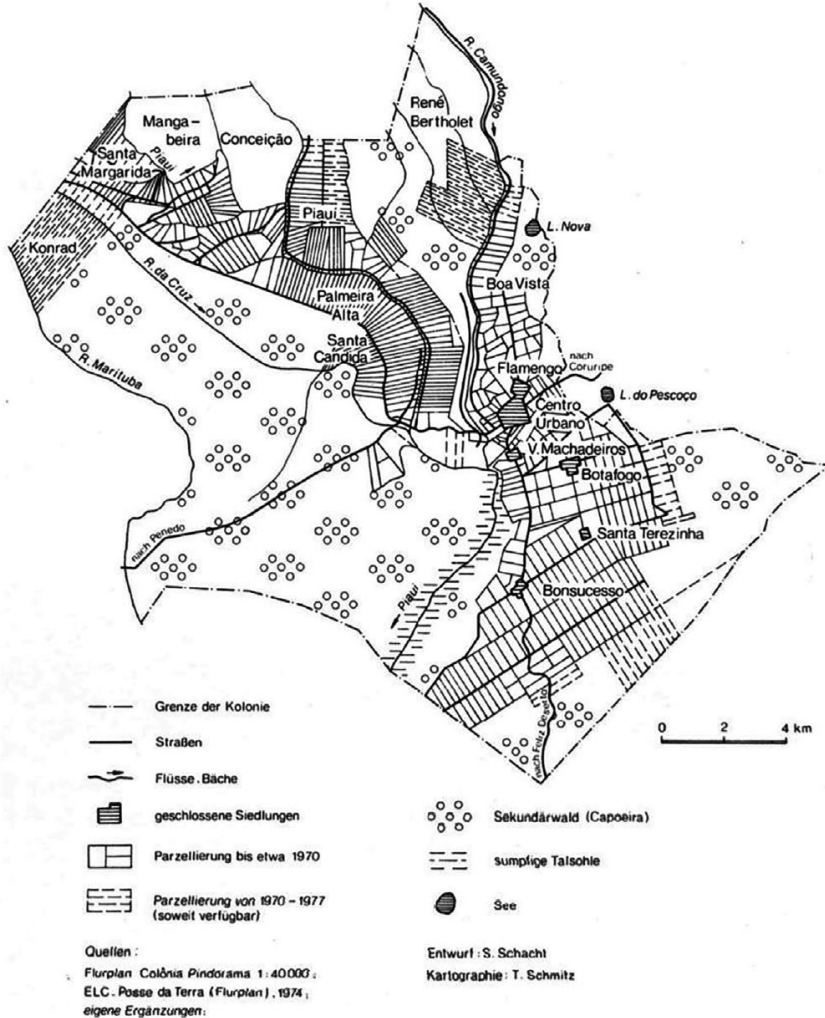 R. Camundongo
René
Bertholet
Manga-
beira
Conceição
Santa
Margarida
Piauí
Piauí
L. Nova
Konrad
R. da Cruz
Boa Vista
Palmeira
Alta
Santa
Candida
R. Marituba
Flamengo
nach
Coruripe
L. do Pescoço
Centro
Urbano
V. Machadeiros
Botafogo
nach Penedo
Santa Terezinha
Piauí
Bonsucesso
nach Feliz Deserto
Grenze der Kolonie
0 2 4 km
Straßen
Flüsse. Bäche
geschlossene Siedlungen
Sekundärwald (Capoeira)
Parzellierung bis etwa 1970
sumpfige Talsohle
Parzellierung von 1970 - 1977
(soweit verfügbar)
See
Quellen :
Flurplan Colônia Pindorama 1 : 40 000 ;
ELC. Posse da Terra (Flurplan) . 1974 ;
eigene Ergänzungen;
Entwurf : S. Schacht
Kartographie : T. Schmitz